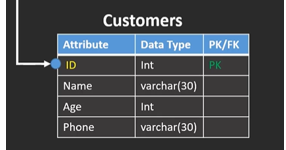 Customers
Attribute Data Type PK/FK
ID Int PK
Name varchar(30)
Age Int
Phone varchar(30)